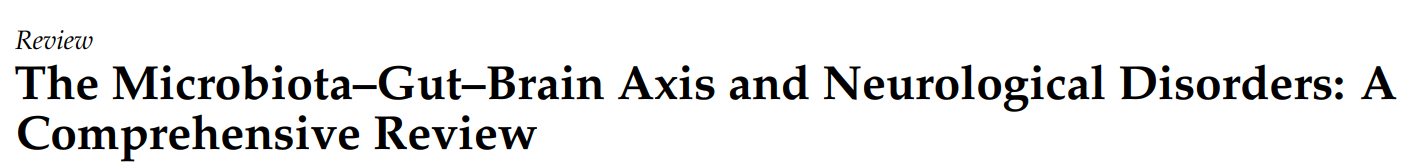 Review
The Microbiota–Gut–Brain Axis and Neurological Disorders: A
Comprehensive Review